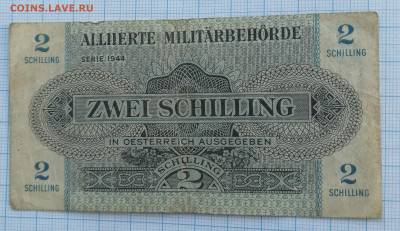 COINS.LAVE.RU
2 ALLIIERTE MILITÄRBEHÖRDE 2
SCHILLING SERIE 1944 SCHILLING
ZWEI SCHILLING
IN OESTERREICH AUSGEGEBEN
SCHILLING
2 2 2
SCHILLING SCHILLING